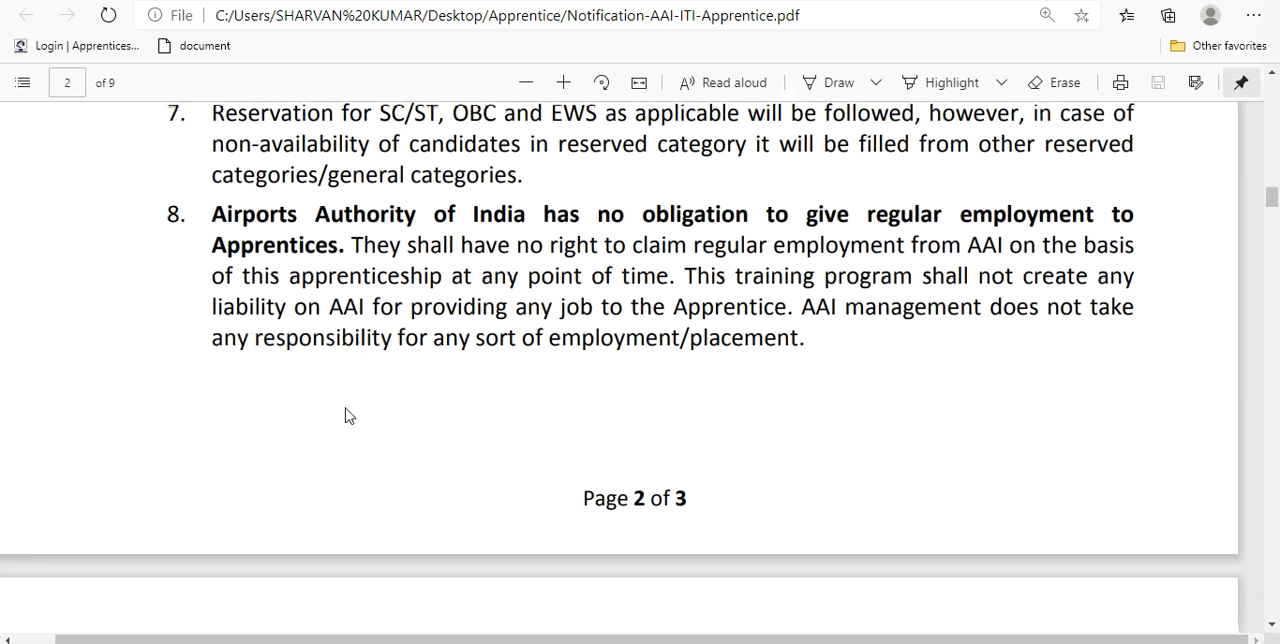 File
C:/Users/SHARVAN%20KUMAR/Desktop/Apprentice/Notification-AAI-ITI-Apprentice.pdf
Login | Apprentices...
document
Other favorites
2
of 9
Read aloud
Draw
Highlight
Erase
7. Reservation for SC/ST, OBC and EWS as applicable will be followed, however, in case of
non-availability of candidates in reserved category it will be filled from other reserved
categories/general categories.
8. Airports Authority of India has no obligation to give regular employment to
Apprentices. They shall have no right to claim regular employment from AAI on the basis
of this apprenticeship at any point of time. This training program shall not create any
liability on AAI for providing any job to the Apprentice. AAI management does not take
any responsibility for any sort of employment/placement.
Page 2 of 3